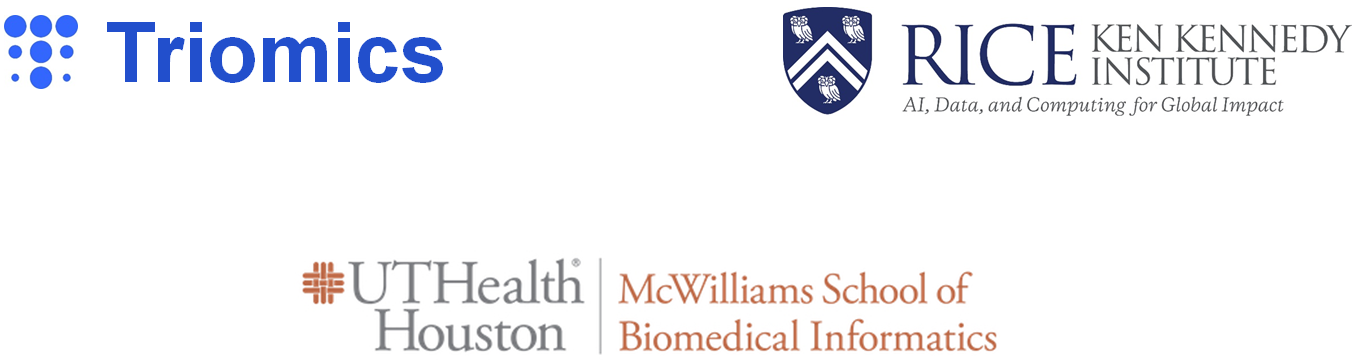 Triomics
RICE
KEN KENNEDY
INSTITUTE
AI, Data, and Computing for Global Impact
UTHealth®
Houston
McWilliams School of
Biomedical Informatics